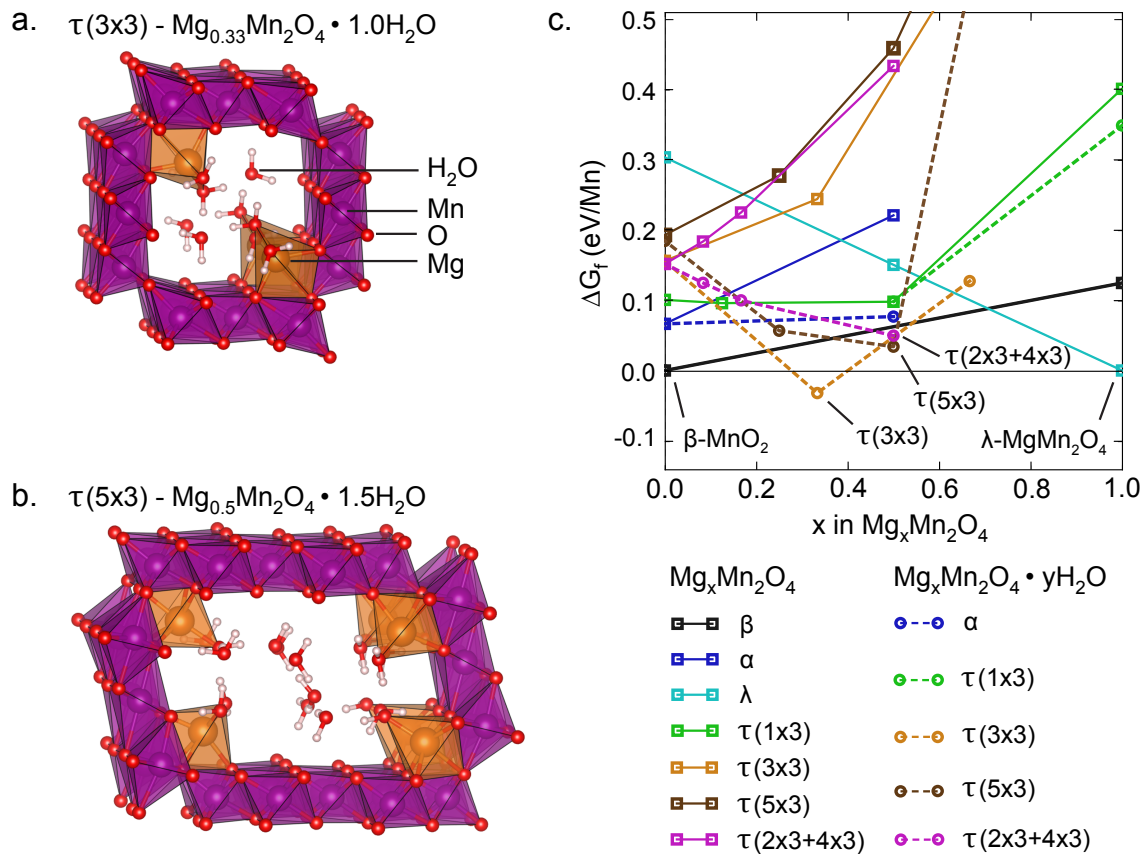 a.
τ(3x3) - Mg0.33Mn2O4 • 1.0H2O
H2O
Mn
O
Mg
b.
τ(5x3) - Mg0.5Mn2O4 • 1.5H2O
c.
ΔGf (eV/Mn)
0.5
0.4
0.3
0.2
0.1
0.0
-0.1
τ(2x3+4x3)
τ(5x3)
τ(3x3)
β-MnO2
λ-MgMn2O4
0.0 0.2 0.4 0.6 0.8 1.0
x in MgxMn2O4
MgxMn2O4
β
α
λ
τ(1x3)
τ(3x3)
τ(5x3)
τ(2x3+4x3)
MgxMn2O4 • yH2O
α
τ(1x3)
τ(3x3)
τ(5x3)
τ(2x3+4x3)